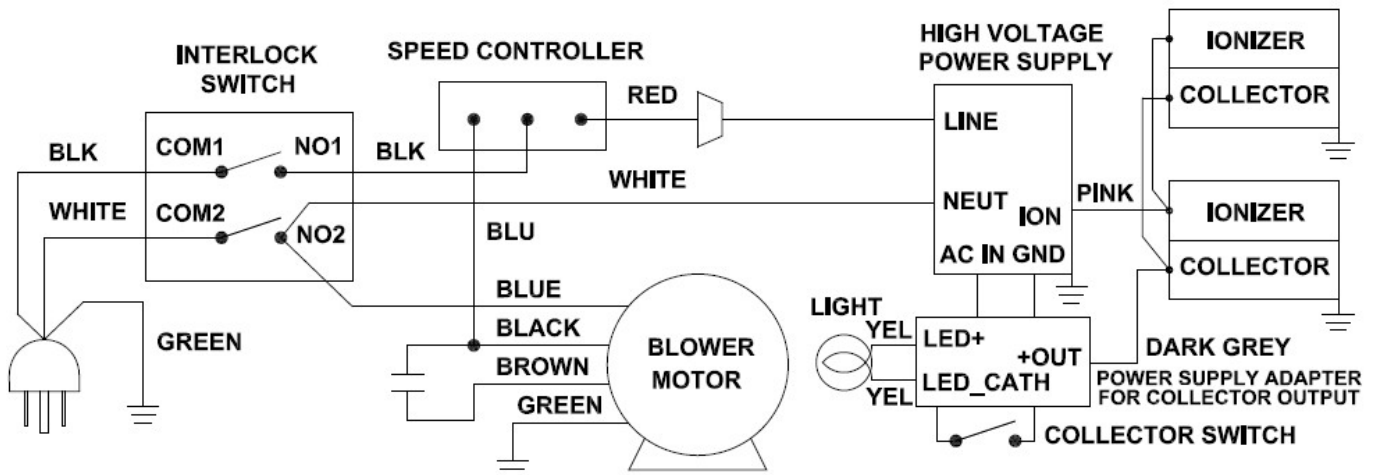 INTERLOCK
SWITCH
SPEED CONTROLLER
HIGH VOLTAGE
POWER SUPPLY
IONIZER
COLLECTOR
RED
LINE
BLK
COM1
NO1
BLK
WHITE
WHITE
COM2
NO2
NEUT
ION
PINK
IONIZER
COLLECTOR
BLU
AC IN GND
BLUE
LIGHT
GREEN
BLACK
YEL
LED+
+OUT
DARK GREY
BLOWER
MOTOR
BROWN
LED_CATH
POWER SUPPLY ADAPTER
FOR COLLECTOR OUTPUT
YEL
GREEN
COLLECTOR SWITCH